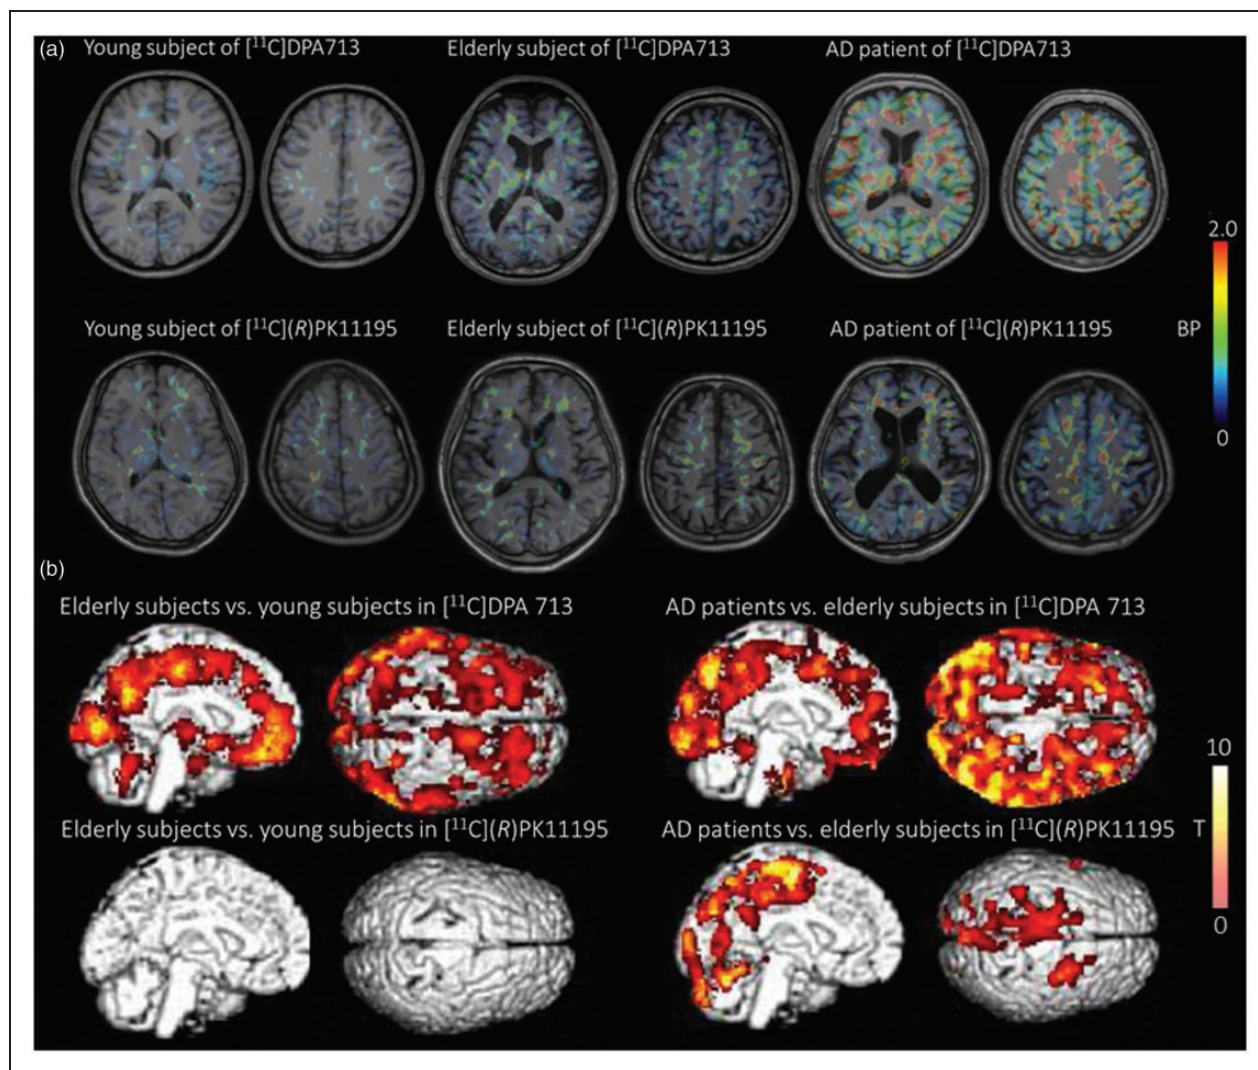 (a)
Young subject of [¹¹C]DPA713 Elderly subject of [¹¹C]DPA713 AD patient of [¹¹C]DPA713
2.0
Young subject of [¹¹C](R)PK11195 Elderly subject of [¹¹C](R)PK11195 AD patient of [¹¹C](R)PK11195 BP
0
(b)
Elderly subjects vs. young subjects in [¹¹C]DPA 713 AD patients vs. elderly subjects in [¹¹C]DPA 713
10
Elderly subjects vs. young subjects in [¹¹C](R)PK11195 AD patients vs. elderly subjects in [¹¹C](R)PK11195 T
0